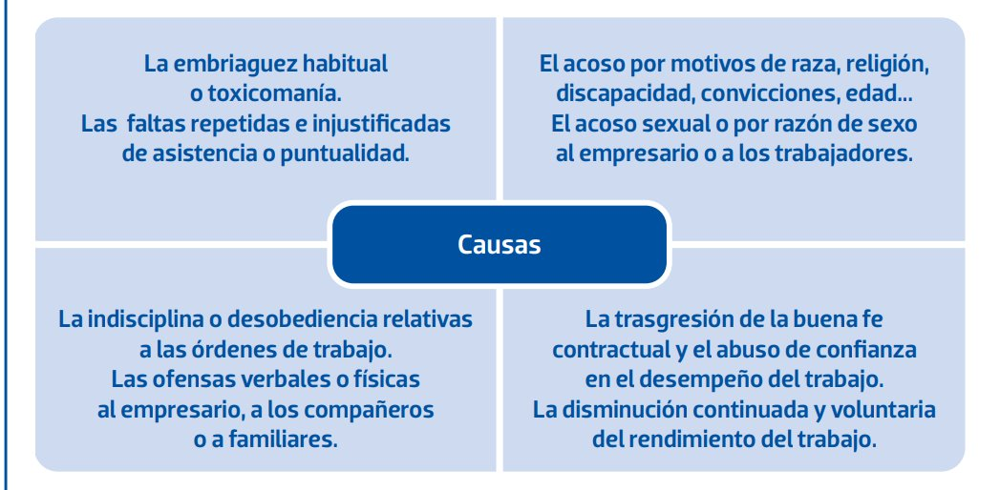 La embriaguez habitual
o toxicomanía.
Las faltas repetidas e injustificadas
de asistencia o puntualidad.
El acoso por motivos de raza, religión,
discapacidad, convicciones, edad...
El acoso sexual o por razón de sexo
al empresario o a los trabajadores.
Causas
La indisciplina o desobediencia relativas
a las órdenes de trabajo.
Las ofensas verbales o físicas
al empresario, a los compañeros
o a familiares.
La trasgresión de la buena fe
contractual y el abuso de confianza
en el desempeño del trabajo.
La disminución continuada y voluntaria
del rendimiento del trabajo.